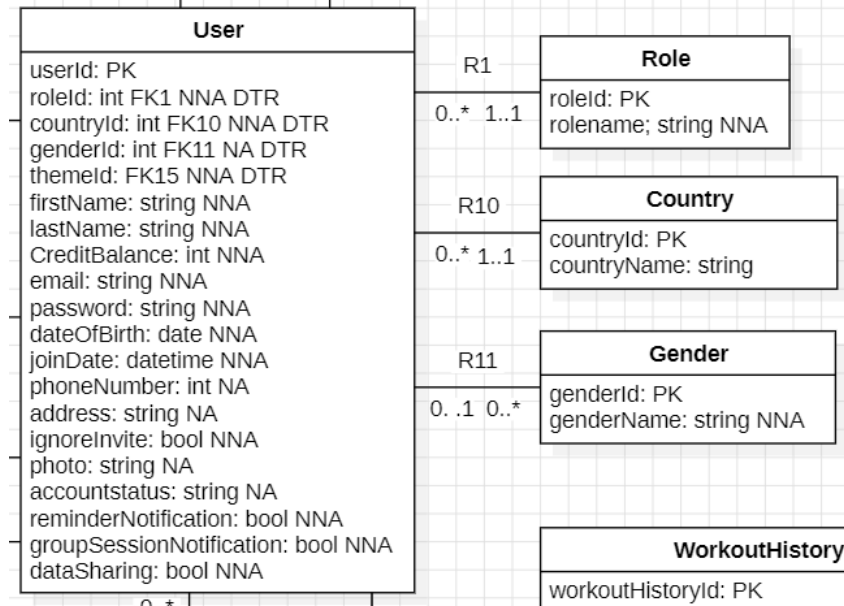 User
userId: PK
roleId: int FK1 NNA DTR
countryId: int FK10 NNA DTR
genderId: int FK11 NA DTR
themeId: FK15 NNA DTR
firstName: string NNA
lastName: string NNA
CreditBalance: int NNA
email: string NNA
password: string NNA
dateOfBirth: date NNA
joinDate: datetime NNA
phoneNumber: int NA
address: string NA
ignoreInvite: bool NNA
photo: string NA
accountstatus: string NA
reminderNotification: bool NNA
groupSessionNotification: bool NNA
dataSharing: bool NNA
0..*
R1
0..* 1..1
Role
roleId: PK
rolename; string NNA
R10
0..* 1..1
Country
countryId: PK
countryName: string
R11
0. .1 0..*
Gender
genderId: PK
genderName: string NNA
WorkoutHistory
workoutHistoryId: PK